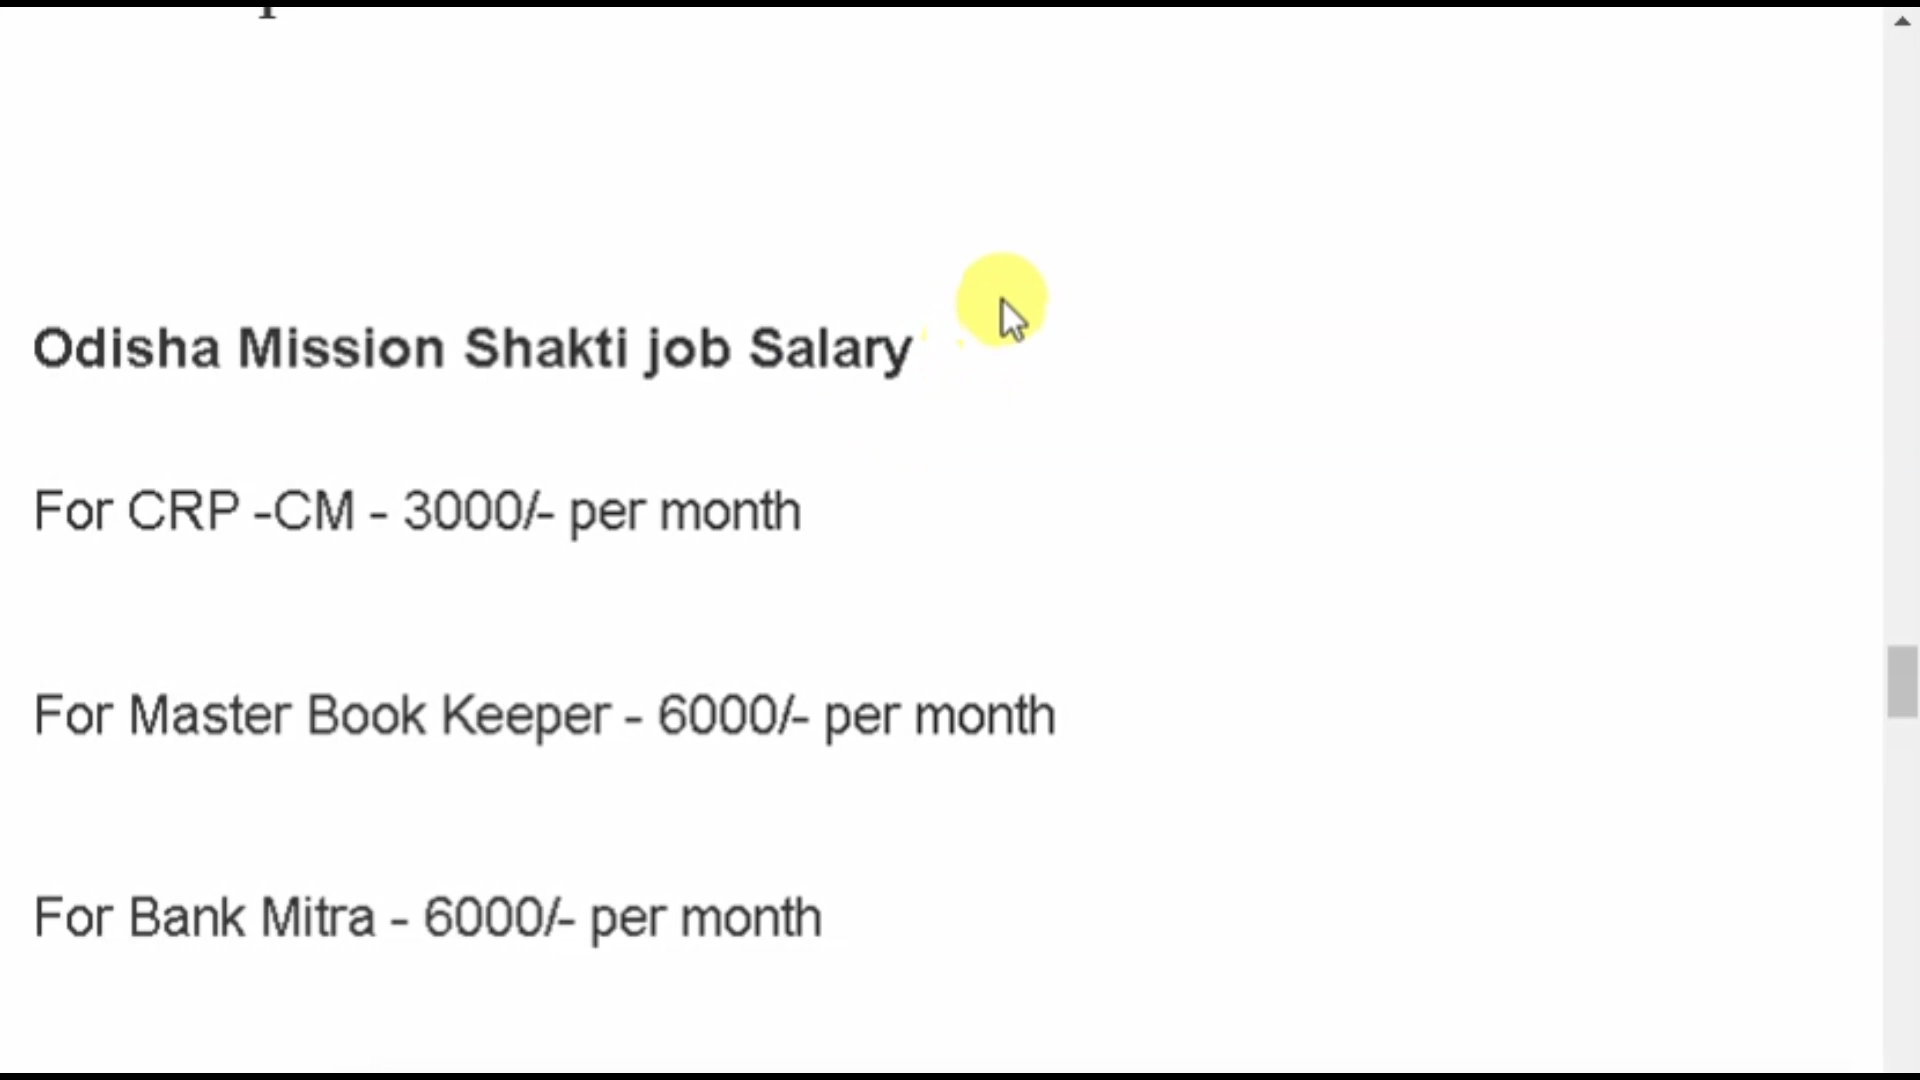 Odisha Mission Shakti job Salary
For CRP -CM - 3000/- per month
For Master Book Keeper - 6000/- per month
For Bank Mitra - 6000/- per month